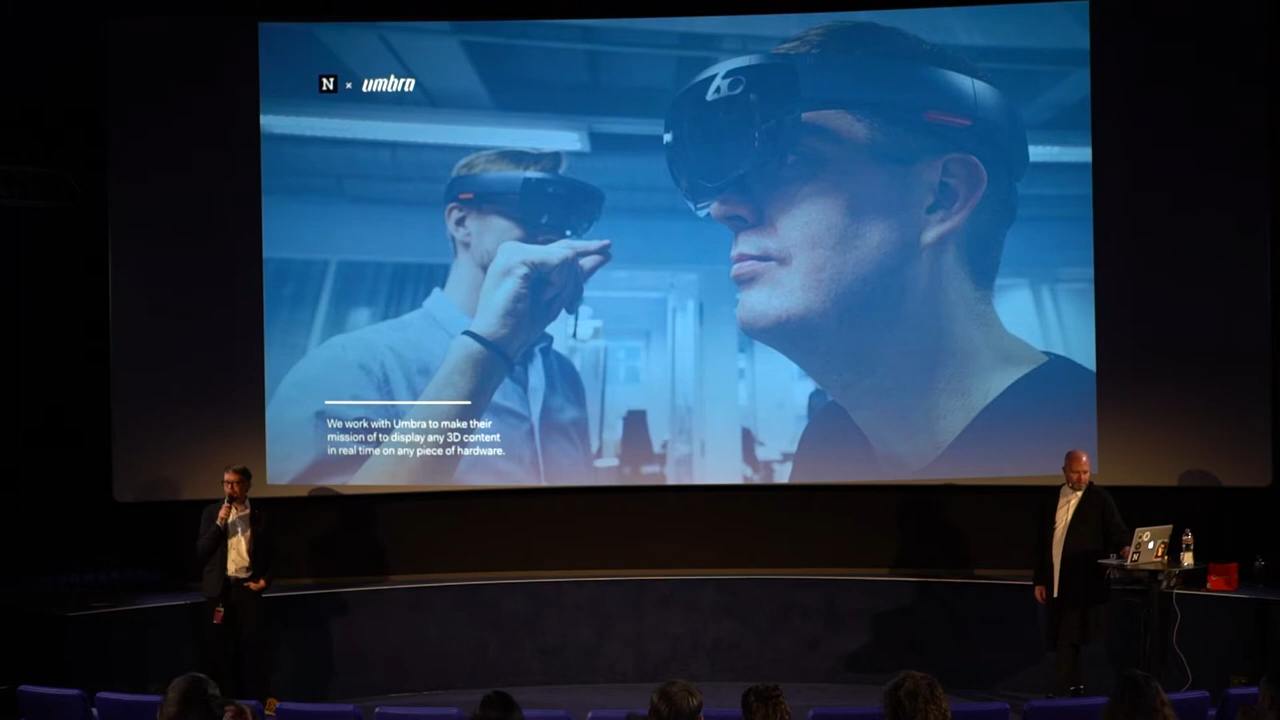 N × umbra
We work with Umbra to make their
mission of to display any 3D content
in real time on any piece of hardware.